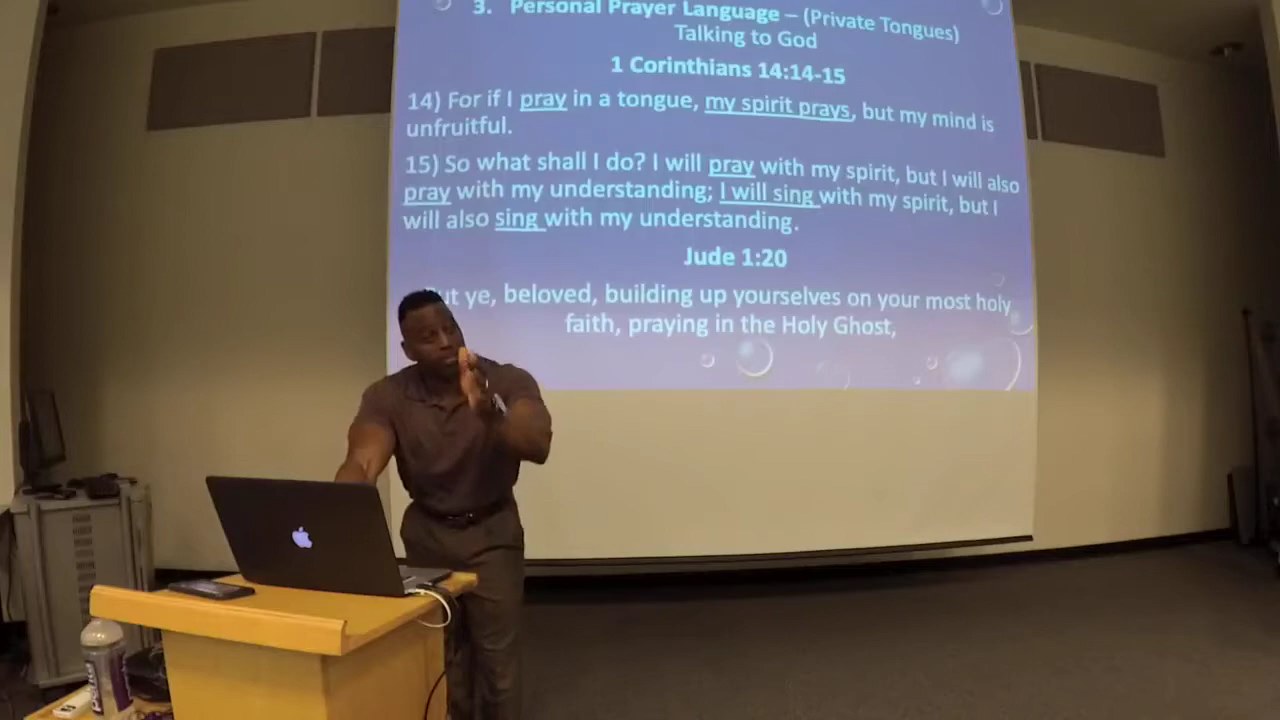 3. Personal Prayer Language – (Private Tongues)
Talking to God
1 Corinthians 14:14-15
14) For if I pray in a tongue, my spirit prays, but my mind is
unfruitful.
15) So what shall I do? I will pray with my spirit, but I will also
pray with my understanding; I will sing with my spirit, but I
will also sing with my understanding.
Jude 1:20
ut ye, beloved, building up yourselves on your most holy
faith, praying in the Holy Ghost,